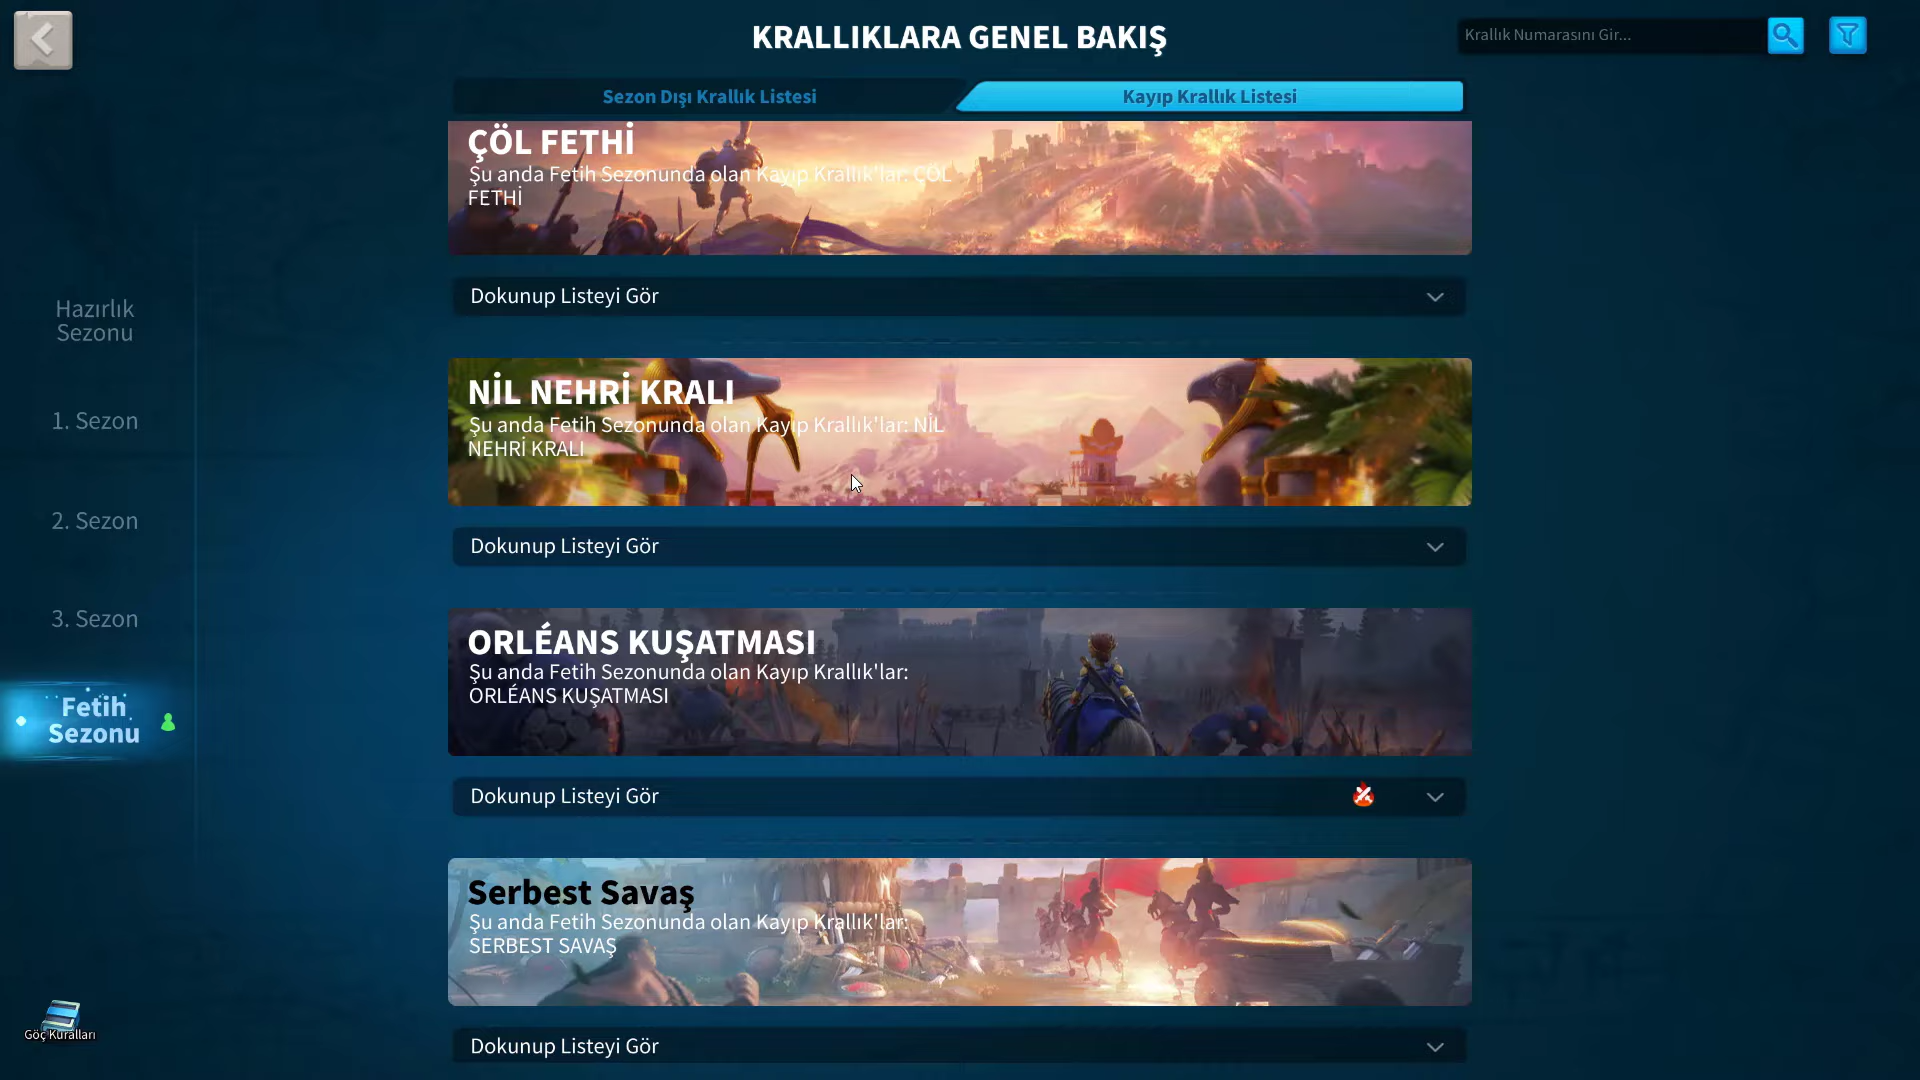 KRALLIKLARA GENEL BAKIŞ
Krallık Numarasını Gir...
Sezon Dışı Krallık Listesi
Kayıp Krallık Listesi
ÇÖL FETHİ
Şu anda Fetih Sezonunda olan Kayıp Krallık'lar: ÇÖL
FETHİ
Dokunup Listeyi Gör
Hazırlık
Sezonu
1. Sezon
2. Sezon
3. Sezon
Fetih
Sezonu
NİL NEHRİ KRALI
Şu anda Fetih Sezonunda olan Kayıp Krallık'lar: NİL
NEHRİ KRALI
Dokunup Listeyi Gör
ORLÉANS KUŞATMASI
Şu anda Fetih Sezonunda olan Kayıp Krallık'lar:
ORLÉANS KUŞATMASI
Dokunup Listeyi Gör
Serbest Savaş
Şu anda Fetih Sezonunda olan Kayıp Krallık'lar:
SERBEST SAVAŞ
Dokunup Listeyi Gör
Göç Kuralları